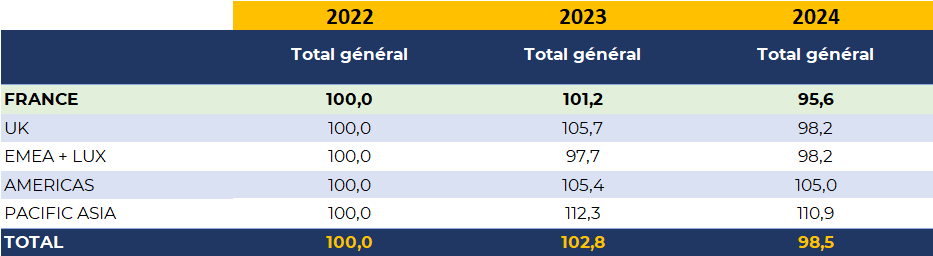 2022 2023 2024
Total général Total général Total général
FRANCE 100,0 101,2 95,6
UK 100,0 105,7 98,2
EMEA + LUX 100,0 97,7 98,2
AMERICAS 100,0 105,4 105,0
PACIFIC ASIA 100,0 112,3 110,9
TOTAL 100,0 102,8 98,5